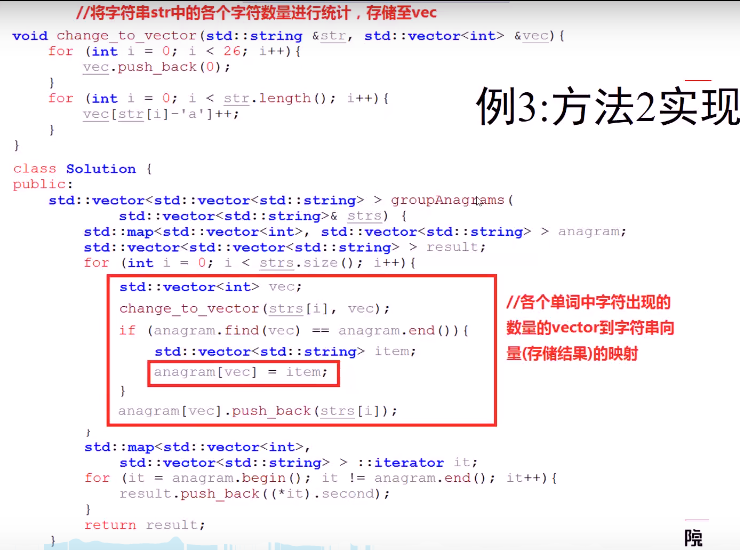 //将字符串str中的各个字符数量进行统计，存储至vec
void change_to_vector(std::string &str, std::vector<int> &vec){
for (int i = 0; i < 26; i++){
vec.push_back(0);
}
for (int i = 0; i < str.length(); i++){
vec[str[i]-'a']++;
}
}
例3:方法2实现
class Solution {
public:
std::vector<std::vector<std::string> > groupAnagrams(
std::vector<std::string>& strs) {
std::map<std::vector<int>, std::vector<std::string> > anagram;
std::vector<std::vector<std::string> > result;
for (int i = 0; i < strs.size(); i++){
std::vector<int> vec;
change_to_vector(strs[i], vec);
if (anagram.find(vec) == anagram.end()){
std::vector<std::string> item;
anagram[vec] = item;
}
anagram[vec].push_back(strs[i]);
}
//各个单词中字符出现的
数量的vector到字符串向
量(存储结果)的映射
std::map<std::vector<int>,
std::vector<std::string> > ::iterator it;
for (it = anagram.begin(); it != anagram.end(); it++){
result.push_back((*it).second);
}
return result;
}
院